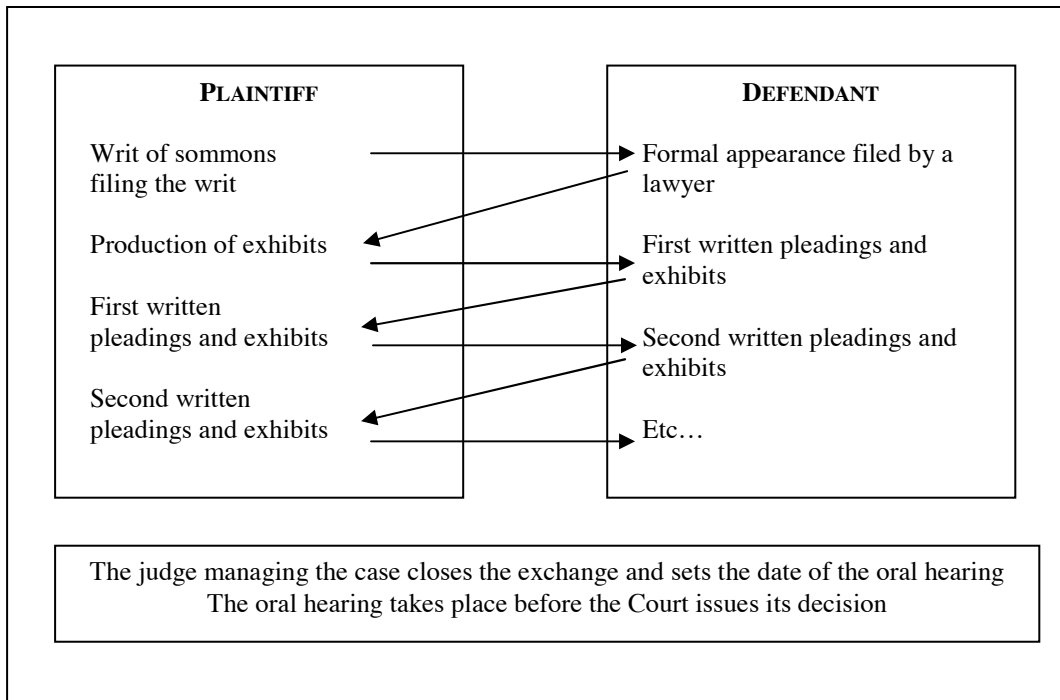 PLAINTIFF
Writ of sommons
filing the writ
Production of exhibits
First written
pleadings and exhibits
Second written
pleadings and exhibits
DEFENDANT
Formal appearance filed by a
lawyer
First written pleadings and
exhibits
Second written pleadings and
exhibits
Etc…
The judge managing the case closes the exchange and sets the date of the oral hearing
The oral hearing takes place before the Court issues its decision